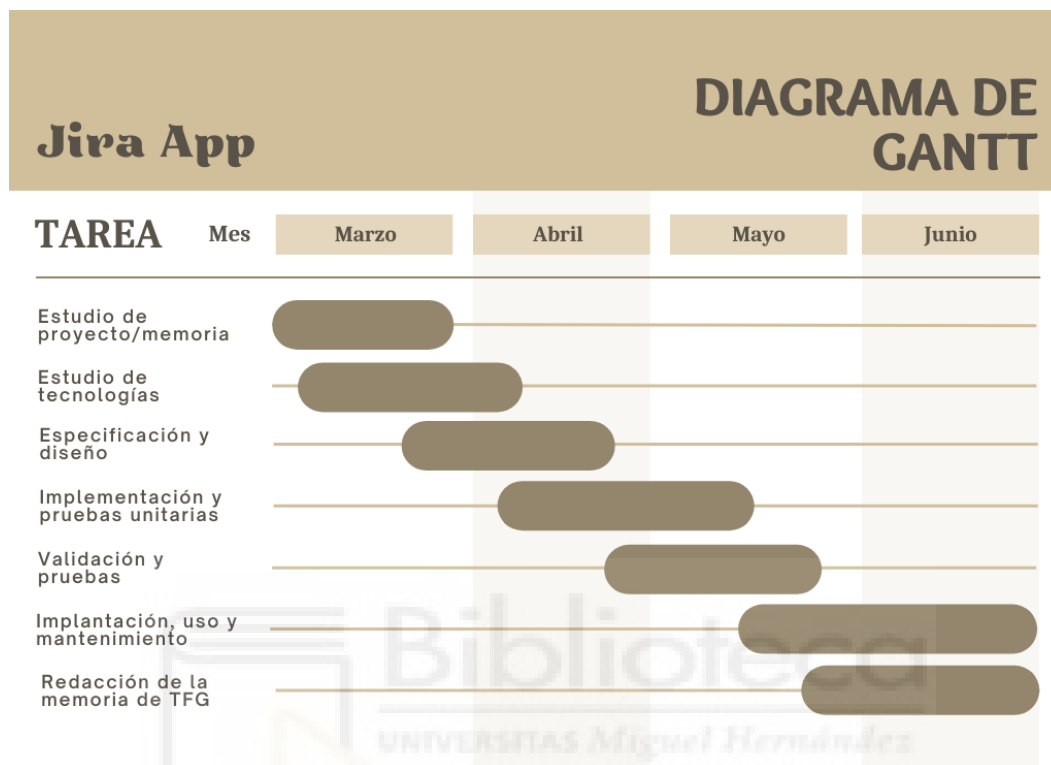 DIAGRAMA DE
GANTT
Jira App
TAREA Mes Marzo Abril Mayo Junio
Estudio de
proyecto/memoria
Estudio de
tecnologías
Especificación y
diseño
Implementación y
pruebas unitarias
Validación y
pruebas
Implantación, uso y
mantenimiento
Redacción de la
memoria de TFG
Biblioteca
UNIVERSITAS Miguel Hernández